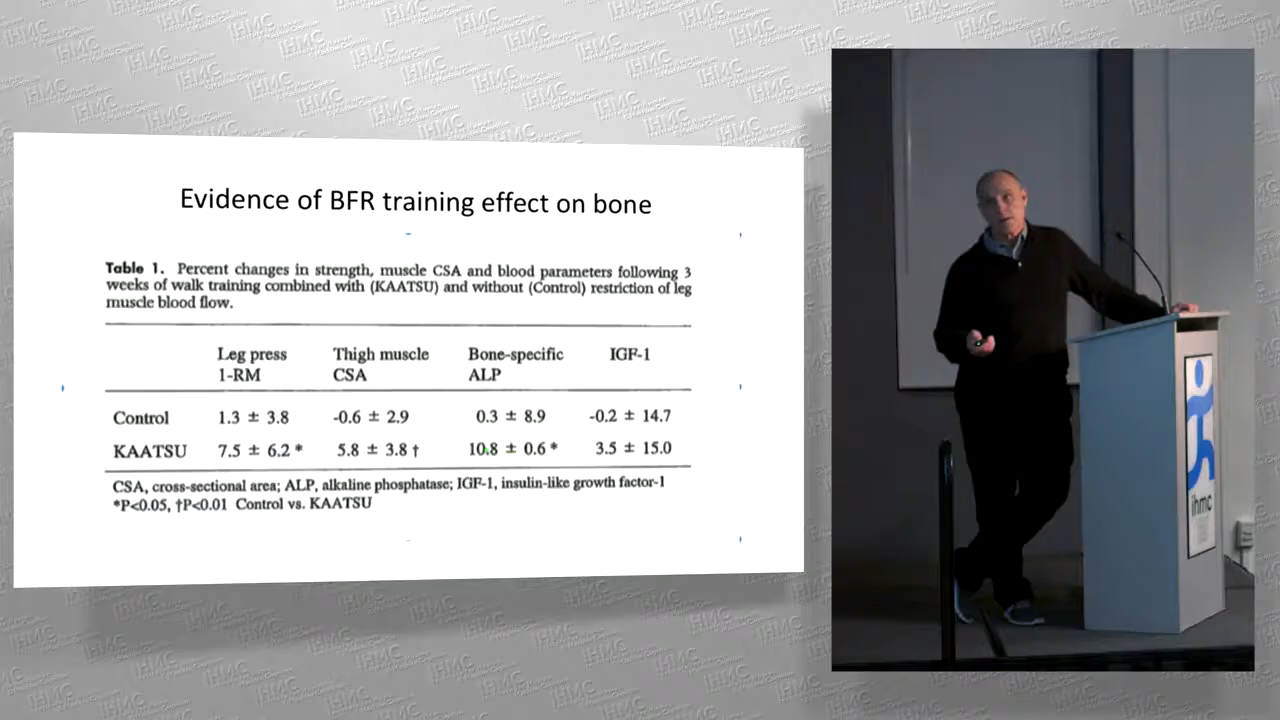 Evidence of BFR training effect on bone
Table 1. Percent changes in strength, muscle CSA and blood parameters following 3
weeks of walk training combined with (KAATSU) and without (Control) restriction of leg
muscle blood flow.
Leg press Thigh muscle Bone-specific IGF-1
1-RM CSA ALP
Control 1.3 ± 3.8 -0.6 ± 2.9 0.3 ± 8.9 -0.2 ± 14.7
KAATSU 7.5 ± 6.2 * 5.8 ± 3.8 † 10.8 ± 0.6 * 3.5 ± 15.0
CSA, cross-sectional area; ALP, alkaline phosphatase; IGF-1, insulin-like growth factor-1
*P<0.05, †P<0.01 Control vs. KAATSU
ihmc